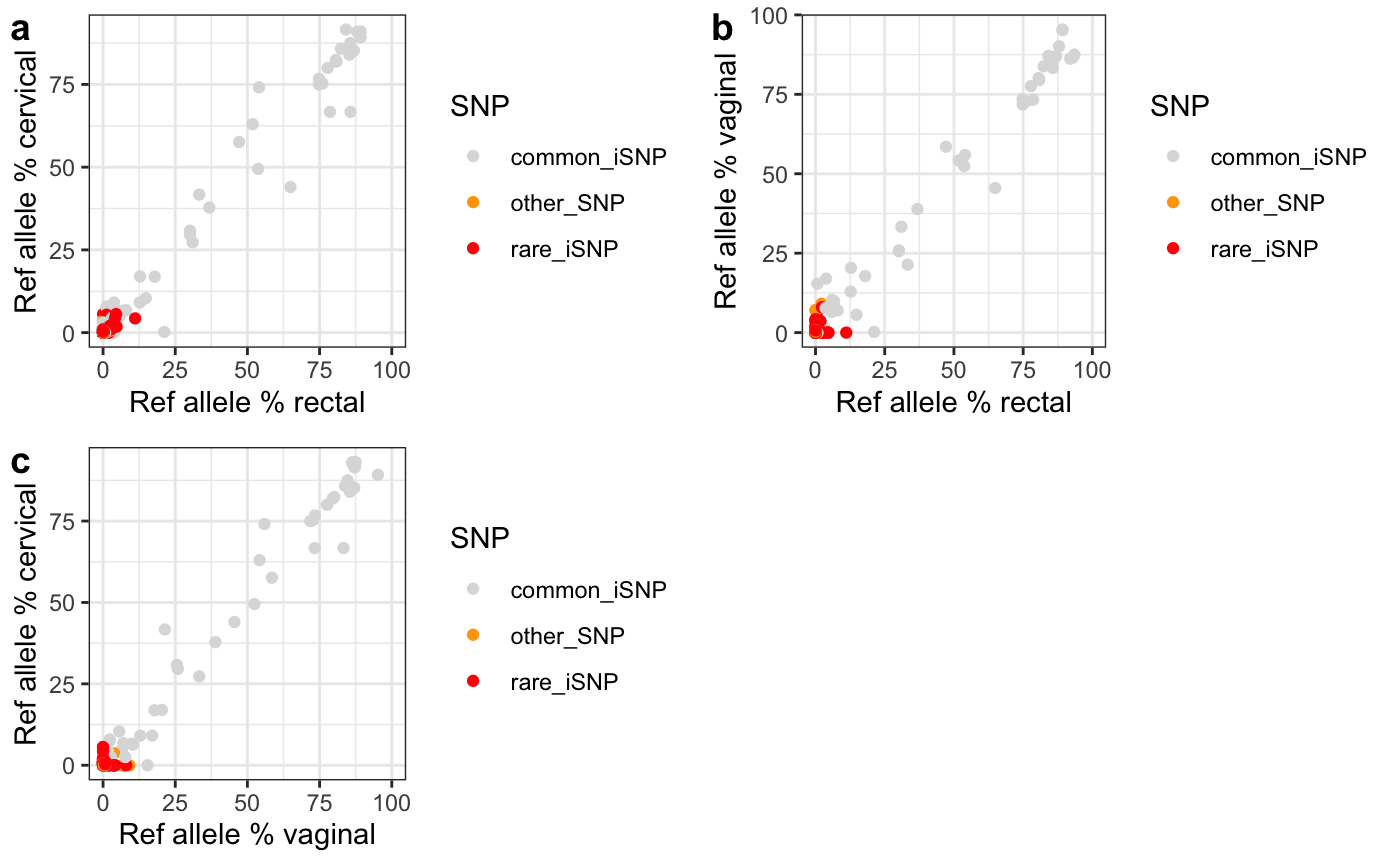 a
Ref allele % cervical
75
50
25
0
0 25 50 75 100
Ref allele % rectal
SNP
common_iSNP
other_SNP
rare_iSNP
b
Ref allele % vaginal
100
75
50
25
0
0 25 50 75 100
Ref allele % rectal
SNP
common_iSNP
other_SNP
rare_iSNP
c
Ref allele % cervical
75
50
25
0
0 25 50 75 100
Ref allele % vaginal
SNP
common_iSNP
other_SNP
rare_iSNP